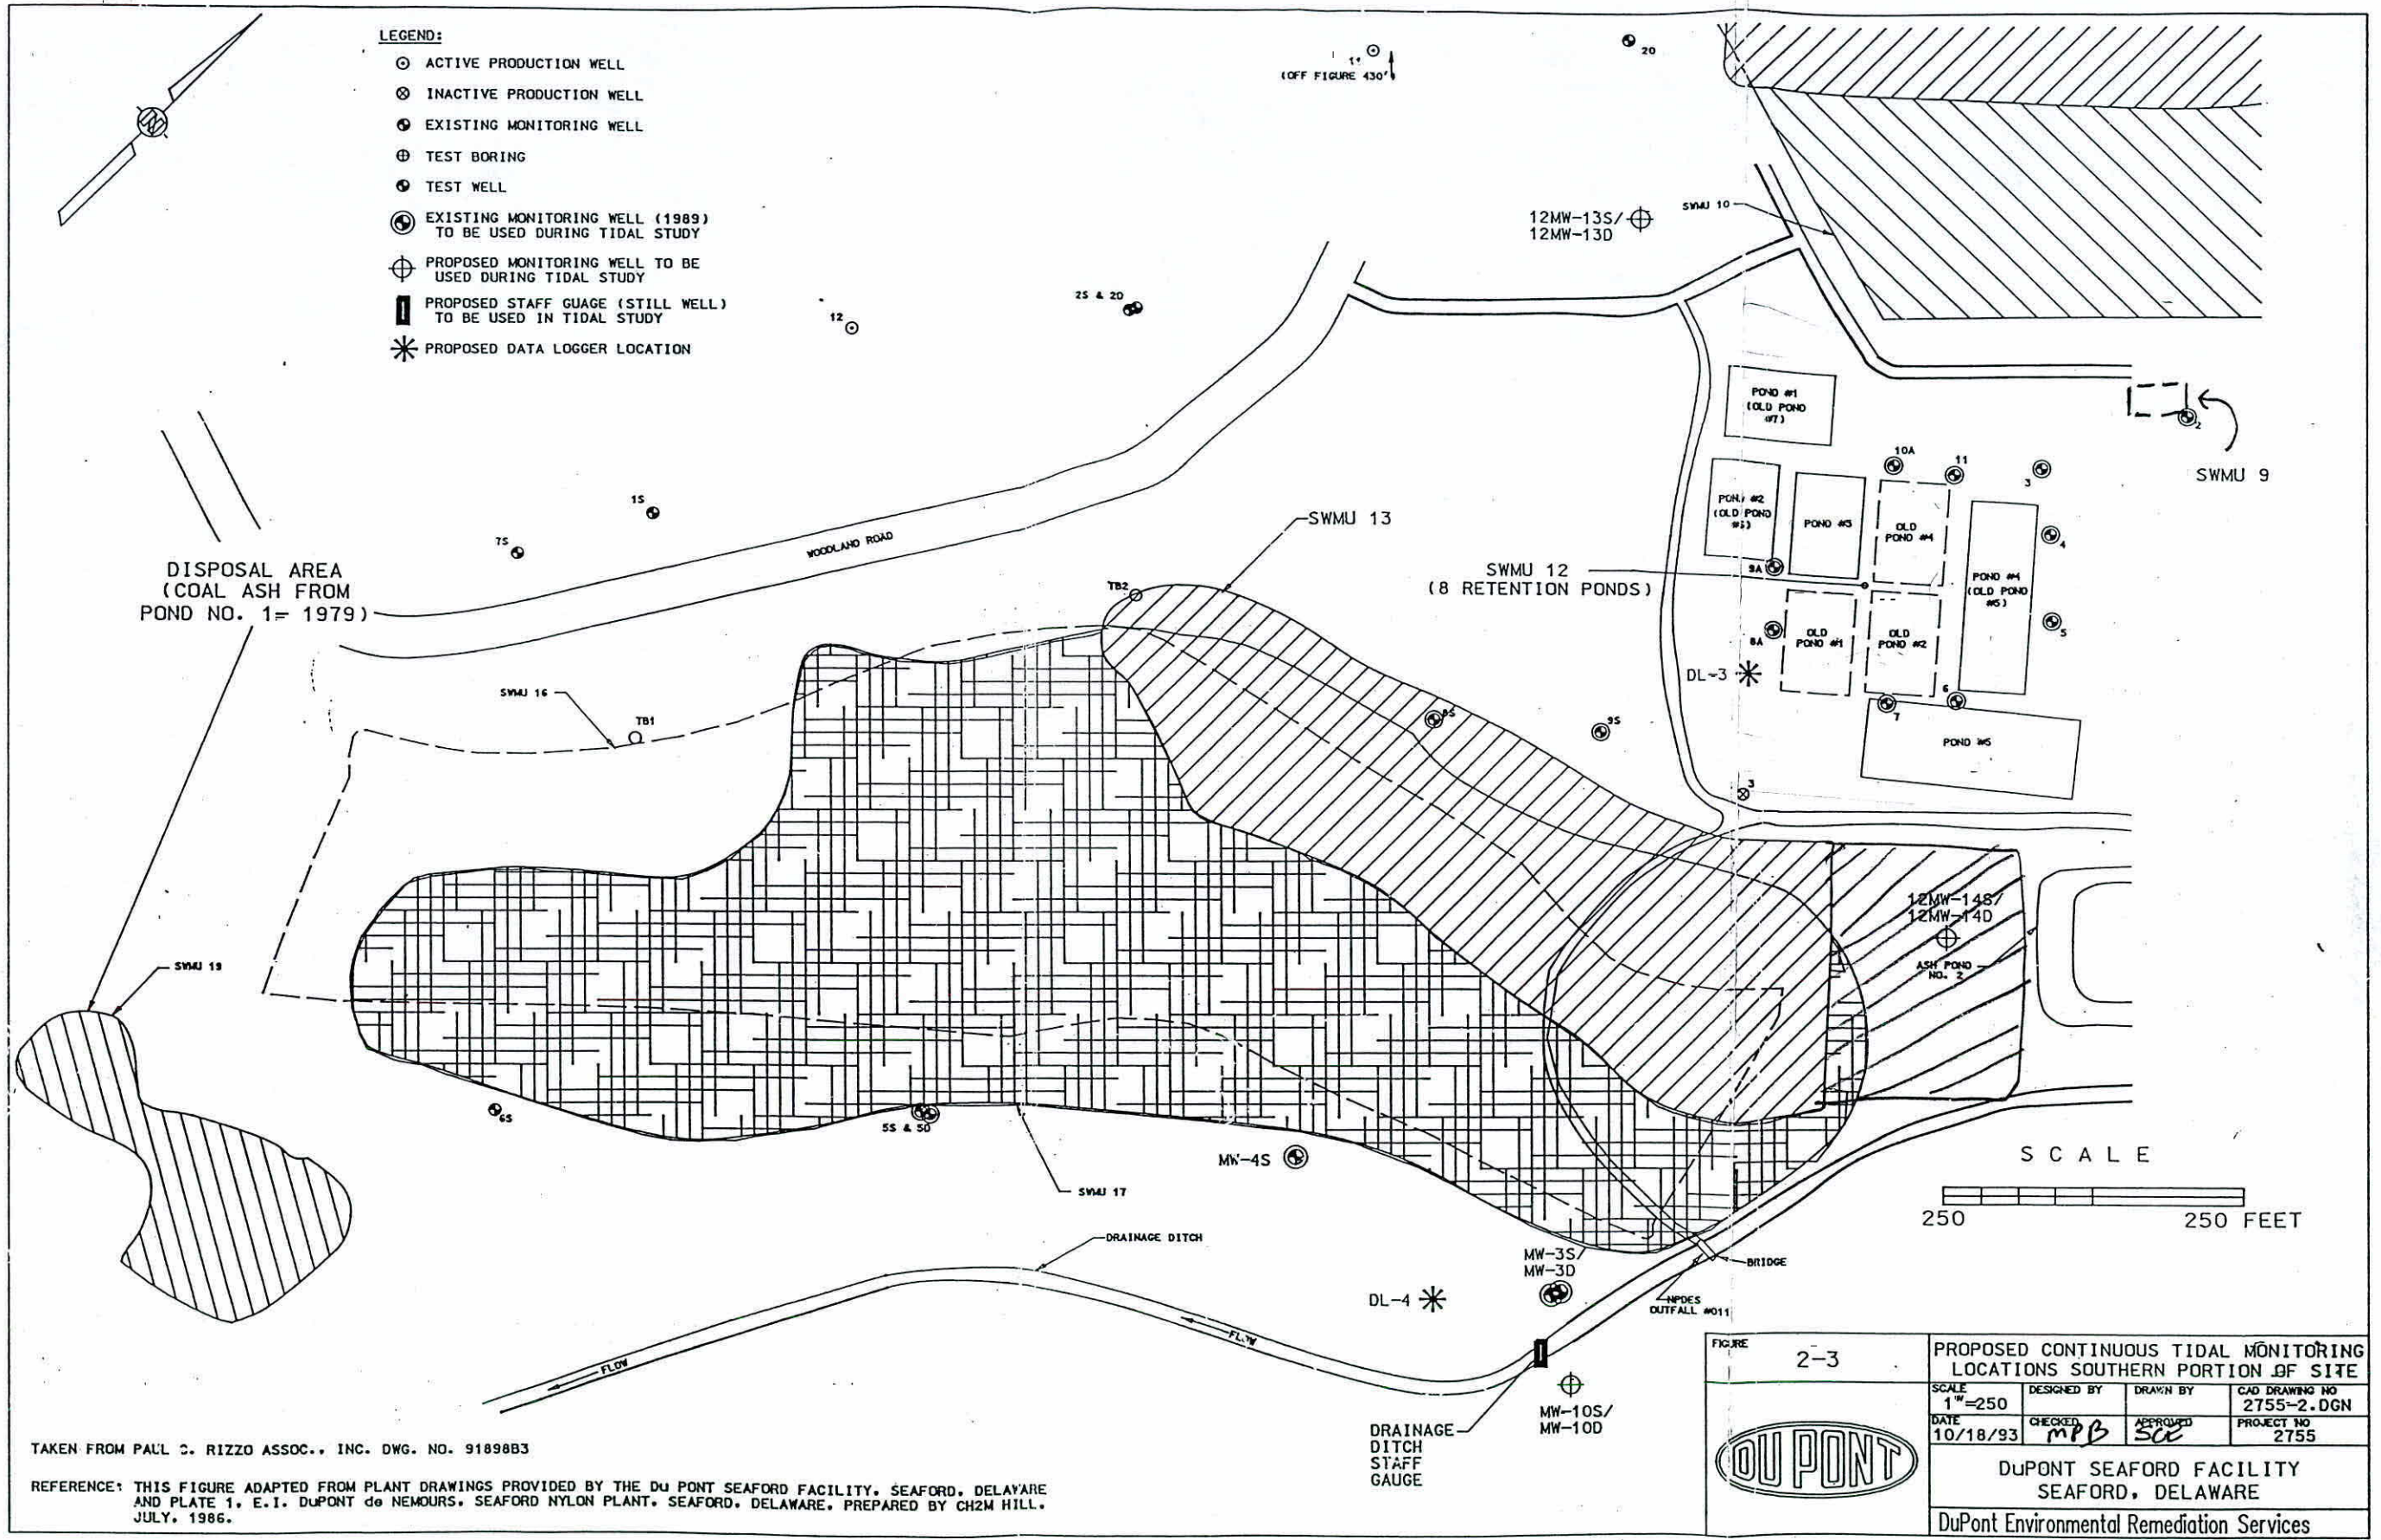 LEGEND:
ACTIVE PRODUCTION WELL
INACTIVE PRODUCTION WELL
EXISTING MONITORING WELL
TEST BORING
TEST WELL
EXISTING MONITORING WELL (1989)
TO BE USED DURING TIDAL STUDY
PROPOSED MONITORING WELL TO BE
USED DURING TIDAL STUDY
PROPOSED STAFF GUAGE (STILL WELL)
TO BE USED IN TIDAL STUDY
PROPOSED DATA LOGGER LOCATION
(OFF FIGURE 430')
20
12MW-13S/
12MW-13D
SWMU 10
2S & 2D
12
POND #1
(OLD POND
#7)
2
SWMU 9
10A
11
3
1S
7S
WOODLAND ROAD
SWMU 13
POND #2
(OLD POND
POND #3
OLD
POND #4
4
DISPOSAL AREA
(COAL ASH FROM
POND NO. 1= 1979)
TB2
SWMU 12
(8 RETENTION PONDS)
9A
POND #4
(OLD POND
#5)
8A
OLD
POND #1
OLD
POND #2
5
DL-3
SWMU 16
TB1
8S
9S
7
6
POND #5
3
12MW-14S/
12MW-14D
ASH POND
NO. 2
SWMU 19
6S
5S & 5D
MW-4S
SWMU 17
SCALE
250
250 FEET
DRAINAGE DITCH
MW-3S/
MW-3D
BRIDGE
DL-4
NPDES
OUTFALL #011
FLOW
FLOW
MW-10S/
MW-10D
DRAINAGE
DITCH
STAFF
GAUGE
FIGURE
2-3
PROPOSED CONTINUOUS TIDAL MONITORING
LOCATIONS SOUTHERN PORTION OF SITE
SCALE
1"=250
DESIGNED BY
DRAWN BY
CAD DRAWING NO
2755-2.DGN
DATE
10/18/93
CHECKED
MPB
APPROVED
SCE
PROJECT NO
2755
DU PONT
DuPONT SEAFORD FACILITY
SEAFORD, DELAWARE
DuPont Environmental Remediation Services
TAKEN FROM PAUL C. RIZZO ASSOC., INC. DWG. NO. 91898B3
REFERENCE: THIS FIGURE ADAPTED FROM PLANT DRAWINGS PROVIDED BY THE Du PONT SEAFORD FACILITY. SEAFORD, DELAWARE
AND PLATE 1. E.I. DuPONT de NEMOURS. SEAFORD NYLON PLANT. SEAFORD, DELAWARE. PREPARED BY CH2M HILL.
JULY, 1986.